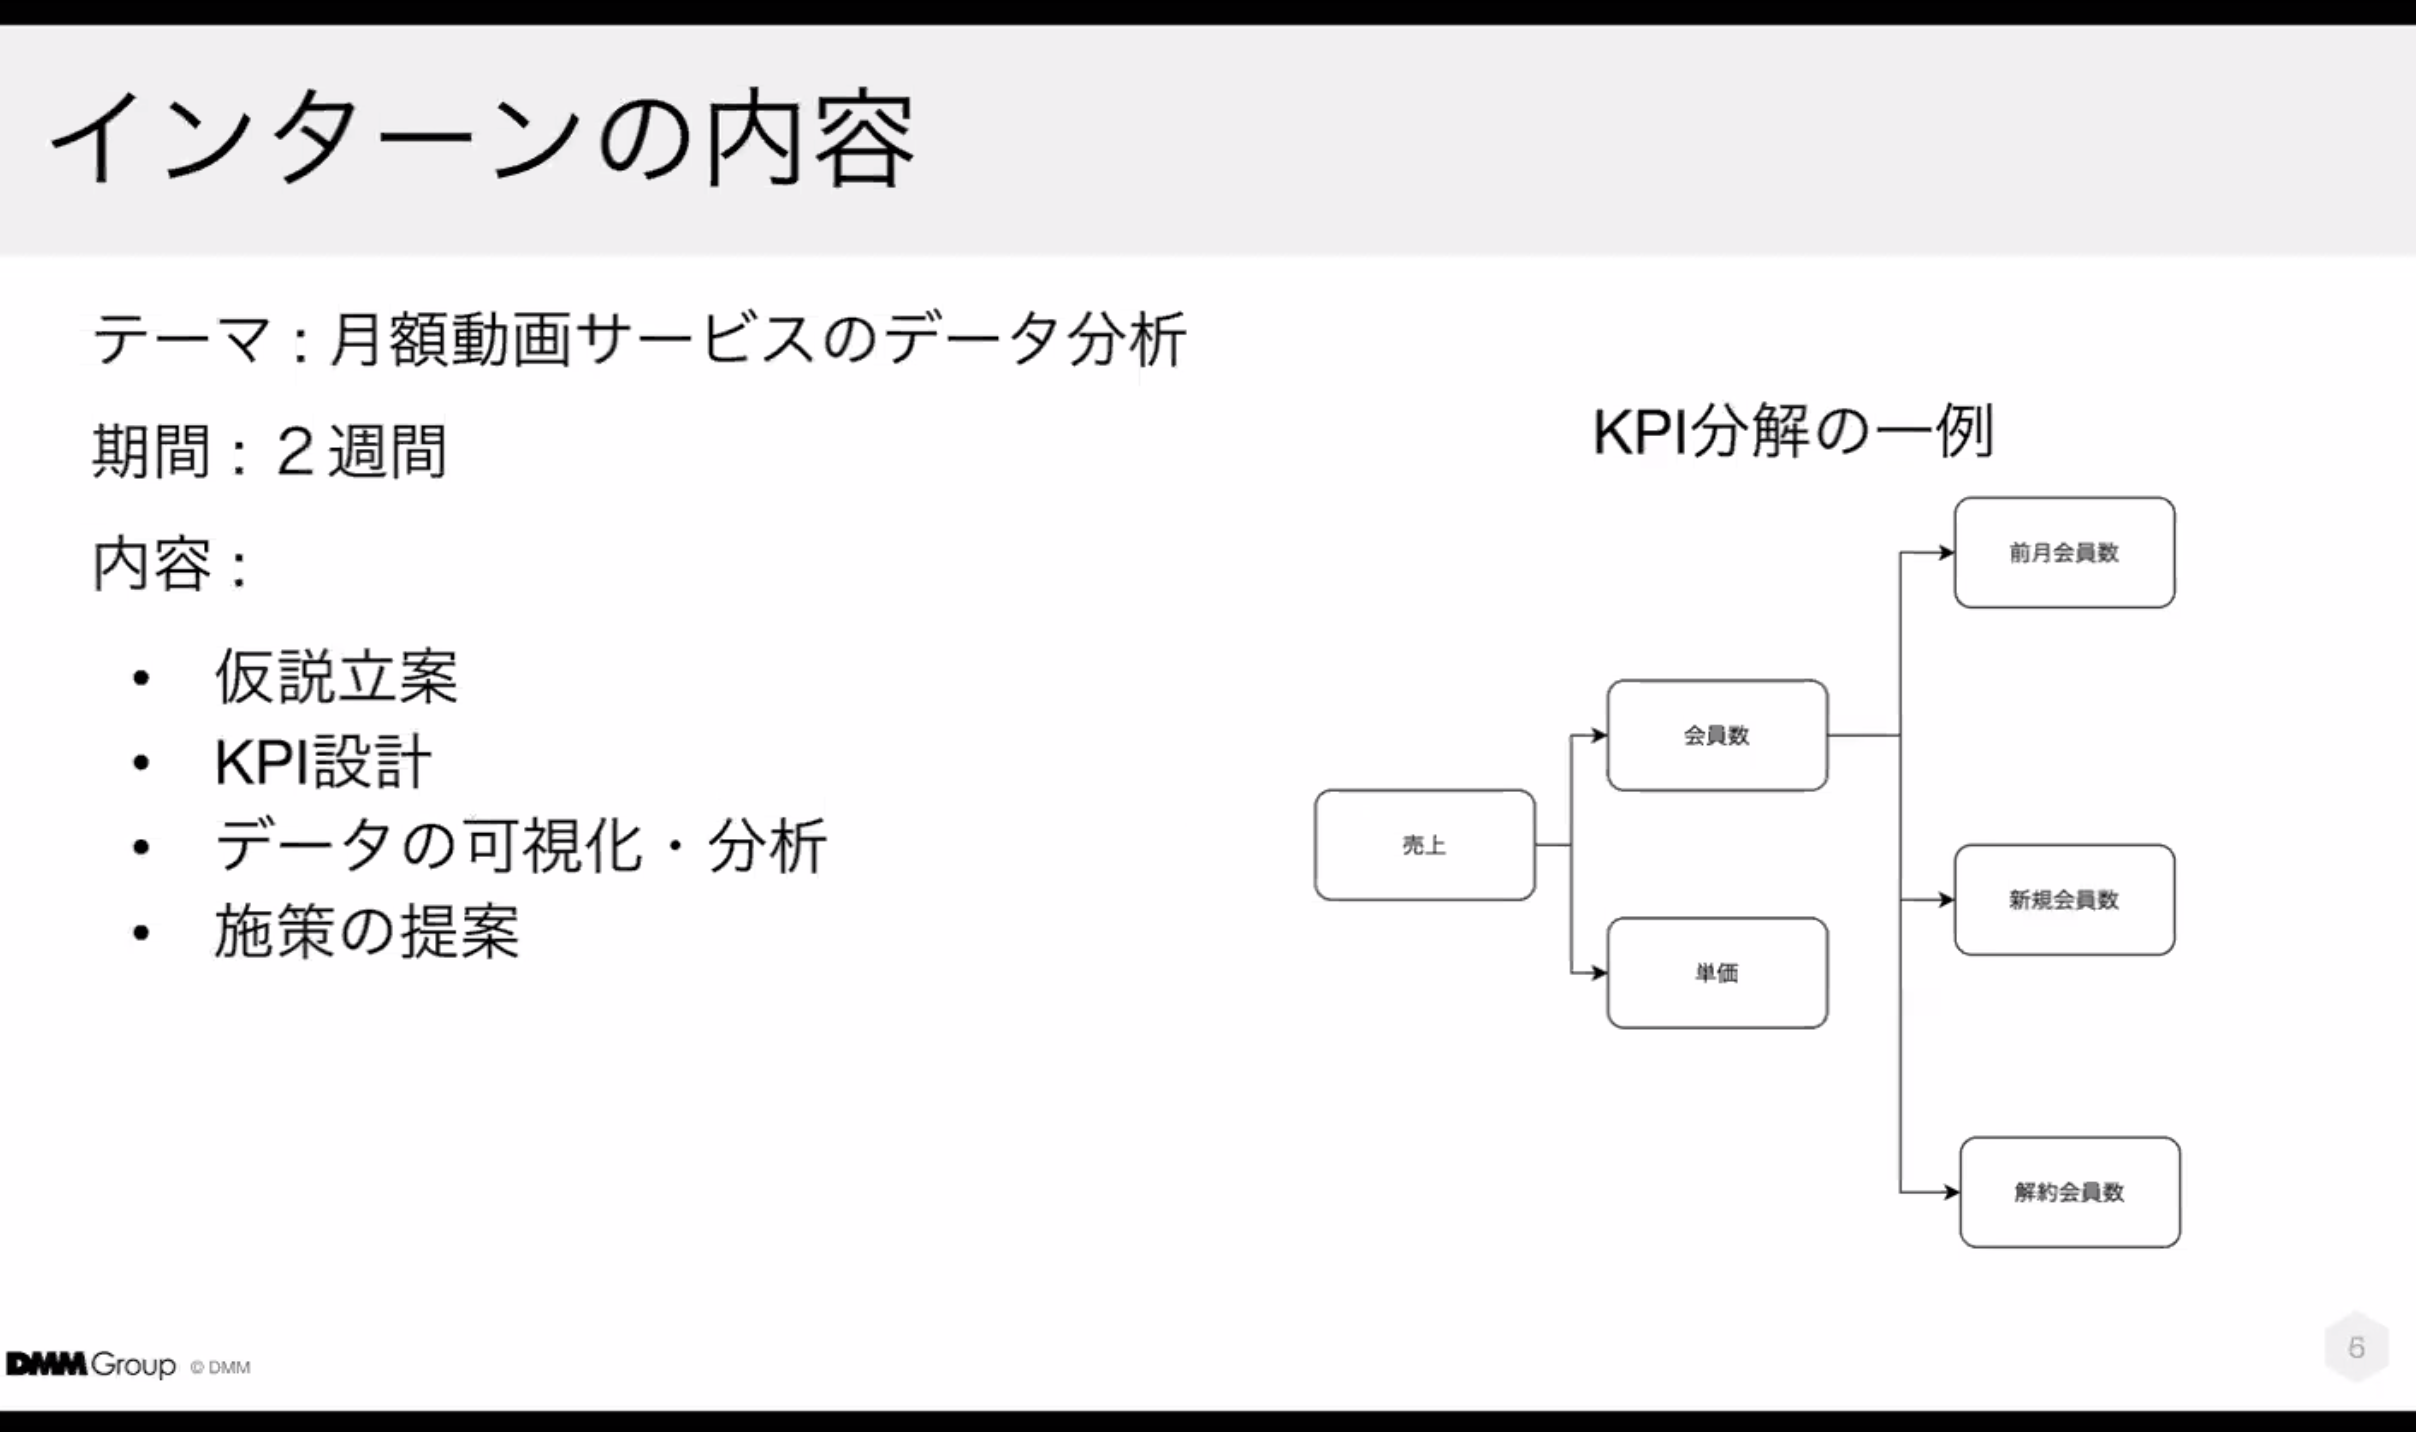 インターンの内容
テーマ：月額動画サービスのデータ分析
期間：２週間
内容：
• 仮説立案
• KPI設計
• データの可視化・分析
• 施策の提案
KPI分解の一例
売上
会員数
単価
前月会員数
新規会員数
解約会員数
DMM Group © DMM
5